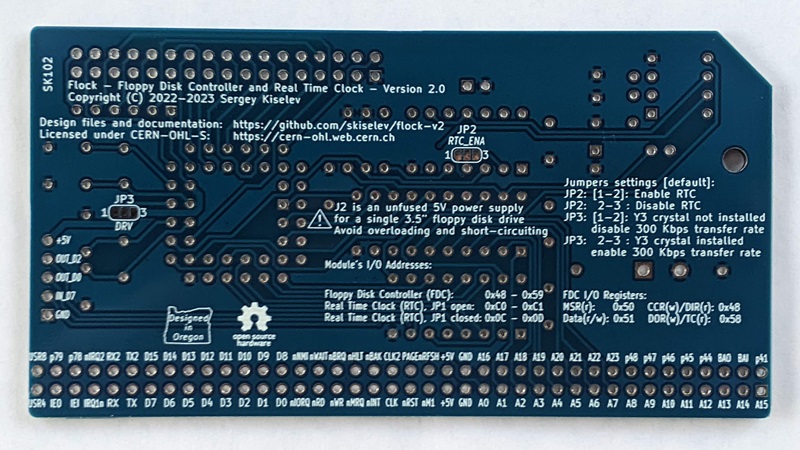 SK102
Flock - Floppy Disk Controller and Real Time Clock - Version 2.0
Copyright (C) 2022-2023 Sergey Kiselev
Design files and documentation: https://github.com/skiselev/flock-v2
Licensed under CERN-OHL-S: https://cern-ohl.web.cern.ch
JP2
RTC_ENA
1 3
Jumpers settings [default]:
JP2: [1-2]: Enable RTC
JP2: 2-3 : Disable RTC
JP3: [1-2]: Y3 crystal not installed
disable 300 Kbps transfer rate
JP3: 2-3 : Y3 crystal installed
enable 300 Kbps transfer rate
JP3
1 3
DRV
J2 is an unfused 5V power supply
for a single 3.5" floppy disk drive
Avoid overloading and short-circuiting
+5V
OUT_D2
OUT_D0
IN_D7
GND
Module's I/O Addresses:
Floppy Disk Controller (FDC): 0x48 - 0x59
Real Time Clock (RTC), JP1 open: 0xC0 - 0xC1
Real Time Clock (RTC), JP1 closed: 0x0C - 0x0D
FDC I/O Registers:
MSR(r): 0x50 CCR(w)/DIR(r): 0x48
Data(r/w): 0x51 DOR(w)/TC(r): 0x58
Designed
in
Oregon
open source
hardware
USR8 p79 p78 IRQ2 RX2 TX2 D15 D14 D13 D12 D11 D10 D9 D8 nNMI nWAIT nBRQ nHLT nBAK CLK2 PAGE nRFSH +5V GND A16 A17 A18 A19 A20 A21 A22 A23 p48 p47 p46 p45 p44 BAO BAI p41
USR4 IEO IEI IRQ1 RX TX D7 D6 D5 D4 D3 D2 D1 D0 nIORQ nRD nWR nMRQ nINT CLK nRST nM1 +5V GND A0 A1 A2 A3 A4 A5 A6 A7 A8 A9 A10 A11 A12 A13 A14 A15